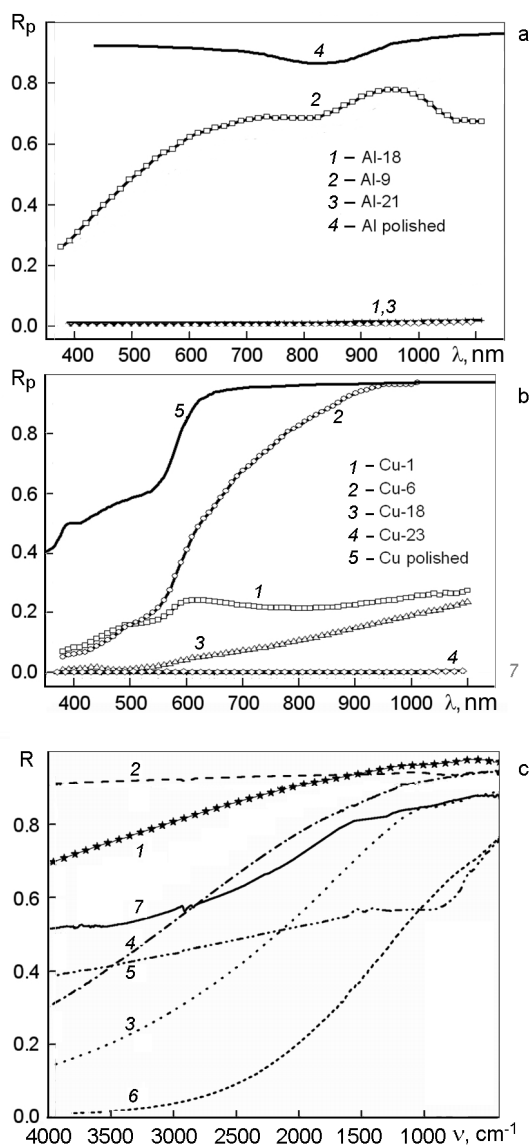 Rp
a
0.8
0.6
0.4
0.2
0.0
4
2
1 – Al-18
2 – Al-9
3 – Al-21
4 – Al polished
1,3
400 500 600 700 800 900 1000 λ, nm
Rp
b
0.8
0.6
0.4
0.2
0.0
5
2
1 – Cu-1
2 – Cu-6
3 – Cu-18
4 – Cu-23
5 – Cu polished
1
3
4
7
400 500 600 700 800 900 1000 λ, nm
R
c
0.8
0.6
0.4
0.2
0.0
2
1
7
4
5
3
6
4000 3500 3000 2500 2000 1500 1000 ν, cm-1